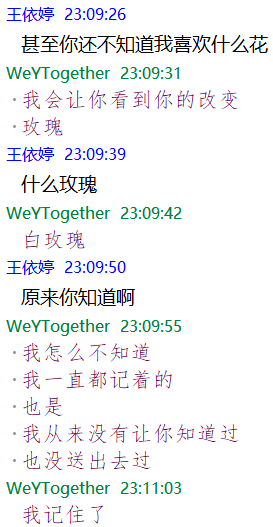 王依婷 23:09:26
甚至你还不知道我喜欢什么花
WeYTogether 23:09:31
·我会让你看到你的改变
·玫瑰
王依婷 23:09:39
什么玫瑰
WeYTogether 23:09:42
白玫瑰
王依婷 23:09:50
原来你知道啊
WeYTogether 23:09:55
·我怎么不知道
·我一直都记着的
·也是
·我从来没有让你知道过
·也没送出去过
WeYTogether 23:11:03
我记住了